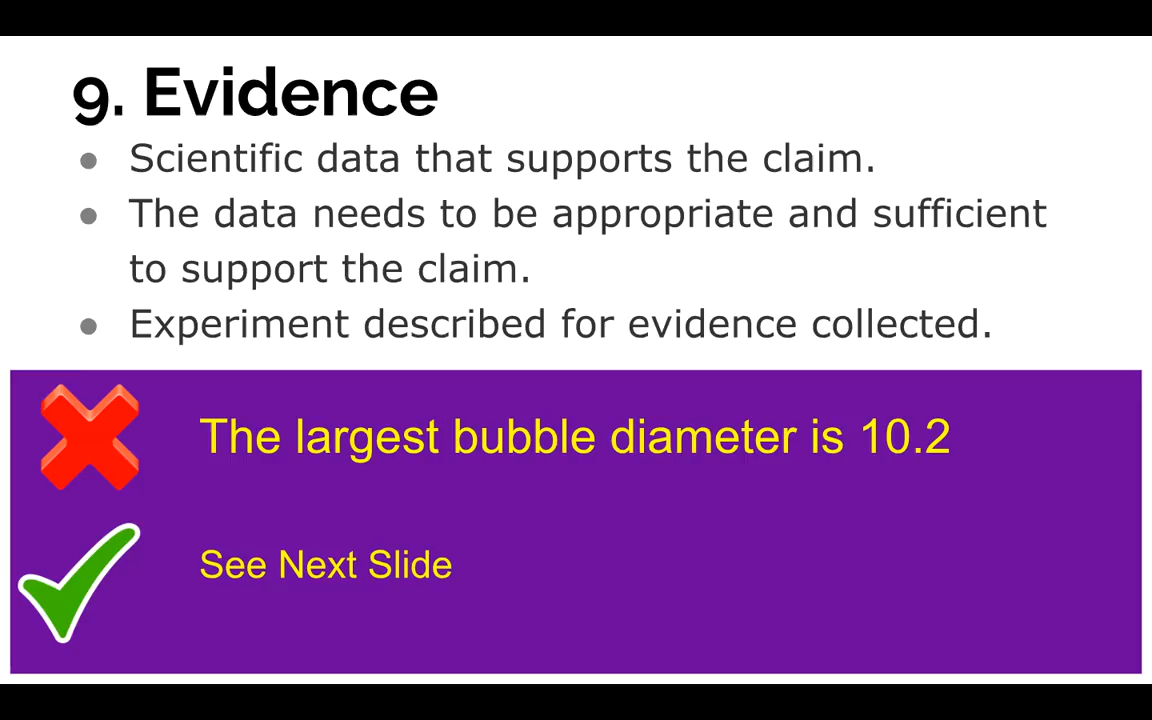 9. Evidence
● Scientific data that supports the claim.
● The data needs to be appropriate and sufficient
to support the claim.
● Experiment described for evidence collected.
The largest bubble diameter is 10.2
See Next Slide